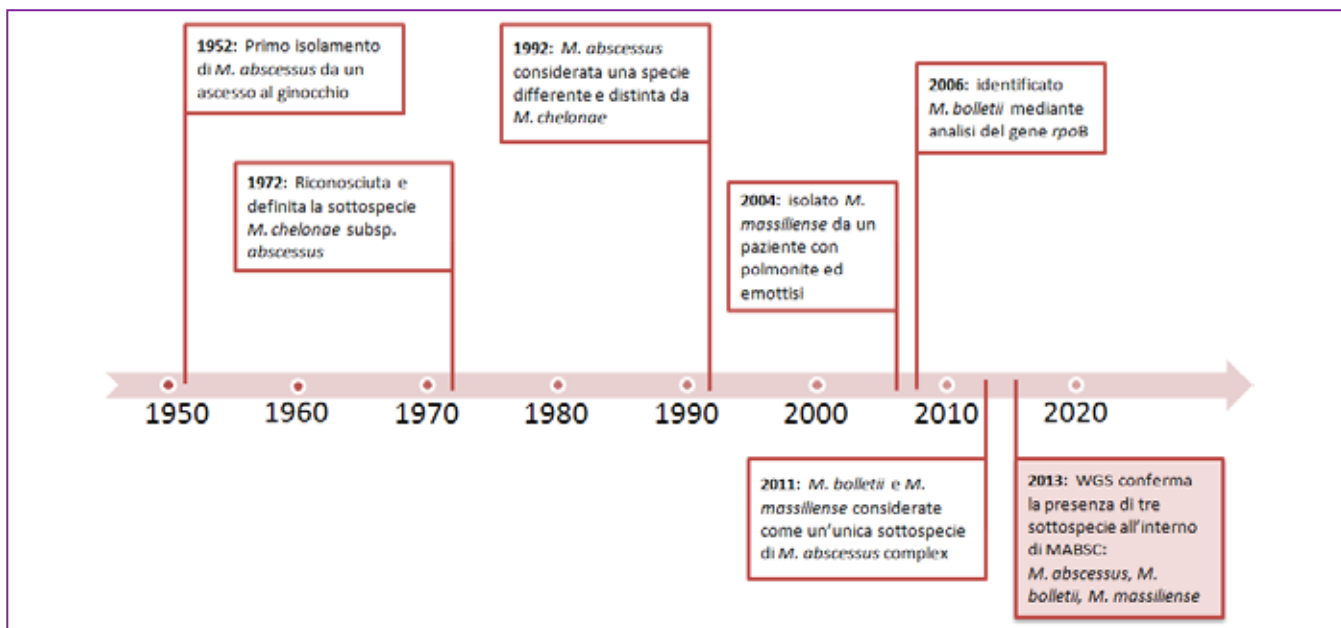 1952: Primo isolamento
di M. abscessus da un
ascesso al ginocchio
1972: Riconosciuta e
definita la sottospecie
M. chelonae subsp.
abscessus
1992: M. abscessus
considerata una specie
differente e distinta da
M. chelonae
2004: isolato M.
massiliense da un
paziente con
polmonite ed
emottisi
2006: identificato
M. bolletii mediante
analisi del gene rpoB
1950 1960 1970 1980 1990 2000 2010 2020
2011: M. bolletii e M.
massiliense considerate
come un'unica sottospecie
di M. abscessus complex
2013: WGS conferma
la presenza di tre
sottospecie all'interno
di MABSC:
M. abscessus, M.
bolletii, M. massiliense